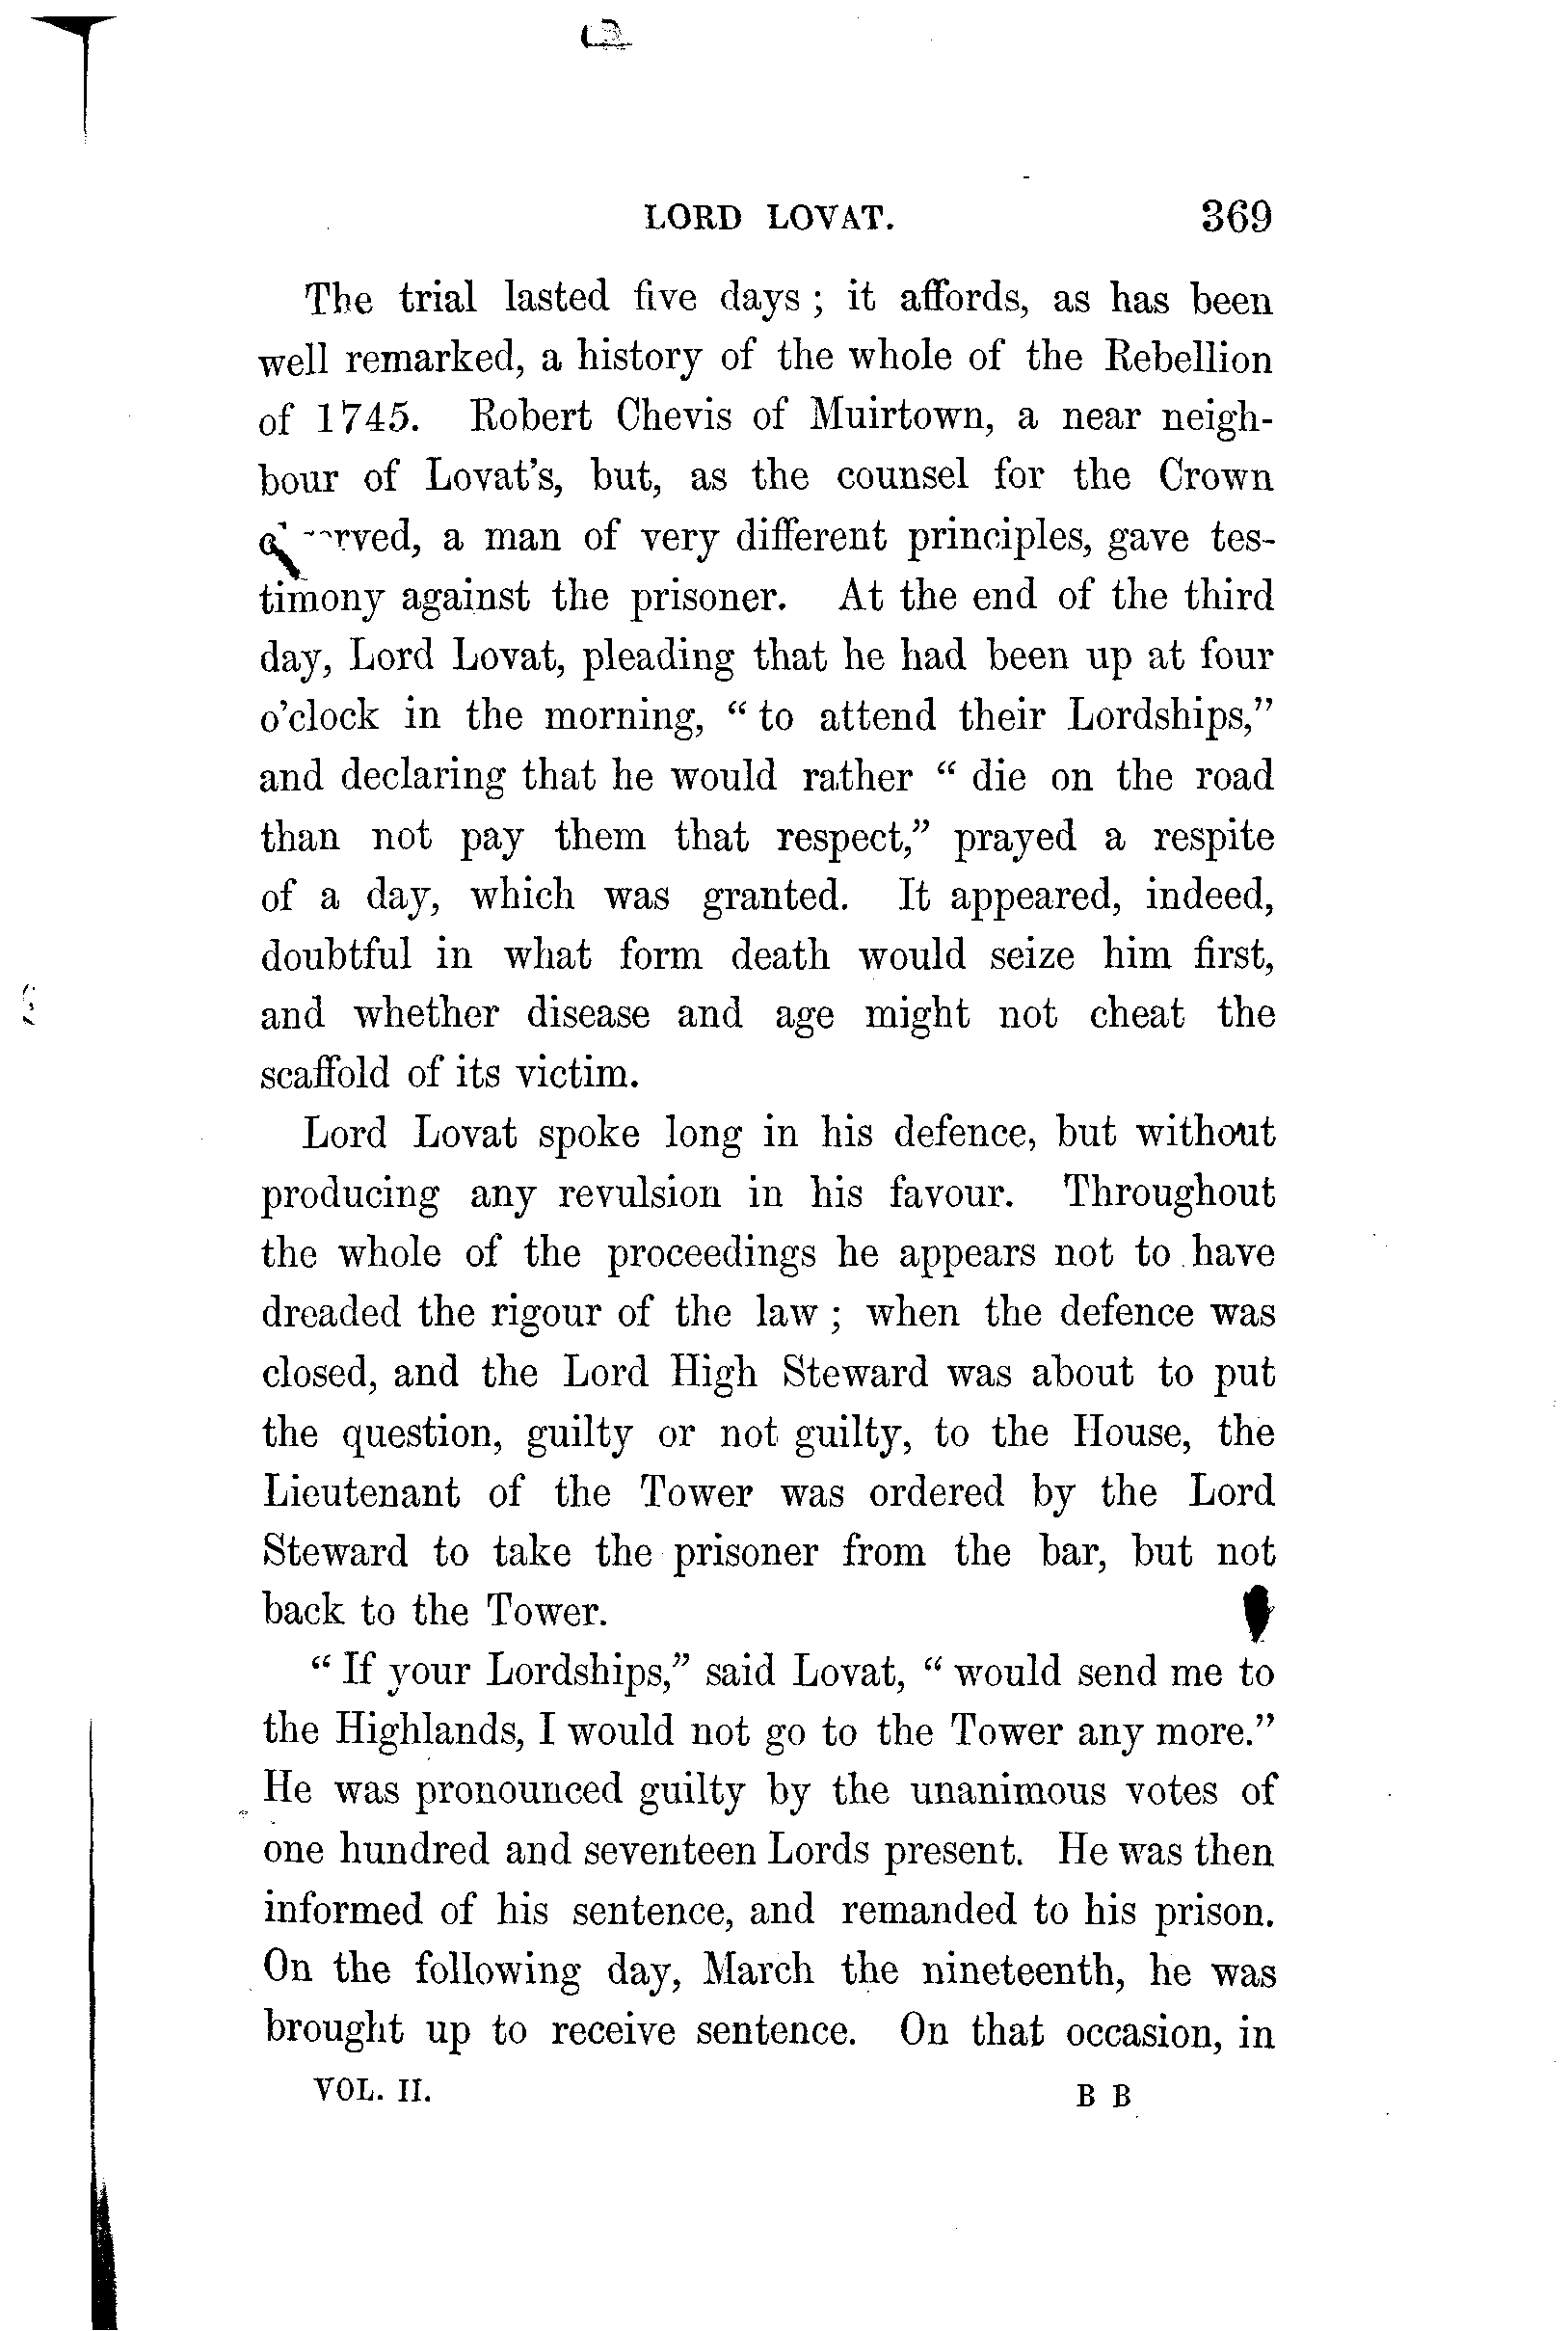 LORD LOVAT. 369
The trial lasted five days ; it affords, as has been
well remarked, a history of the whole of the Rebellion
of 1745. Robert Chevis of Muirtown, a near neigh-
bour of Lovat's, but, as the counsel for the Crown
a man of very different principles, gave tes-
timony against the prisoner. At the end of the third
day, Lord Lovat, pleading that he had been up at four
o'clock in the morning, " to attend their Lordships,"
and declaring that he would rather " die on the road
than not pay them that respect," prayed a respite
of a day, which was granted. It appeared, indeed,
doubtful in what form death would seize him first,
and whether disease and age might not cheat the
scaffold of its victim.
Lord Lovat spoke long in his defence, but without
producing any revulsion in his favour. Throughout
the whole of the proceedings he appears not to have
dreaded the rigour of the law ; when the defence was
closed, and the Lord High Steward was about to put
the question, guilty or not guilty, to the House, the
Lieutenant of the Tower was ordered by the Lord
Steward to take the prisoner from the bar, but not
back to the Tower.
" If your Lordships," said Lovat, " would send me to
the Highlands, I would not go to the Tower any more."
He was pronounced guilty by the unanimous votes of
one hundred and seventeen Lords present. He was then
informed of his sentence, and remanded to his prison.
On the following day, March the nineteenth, he was
brought up to receive sentence. On that occasion, in
VOL. II. B B